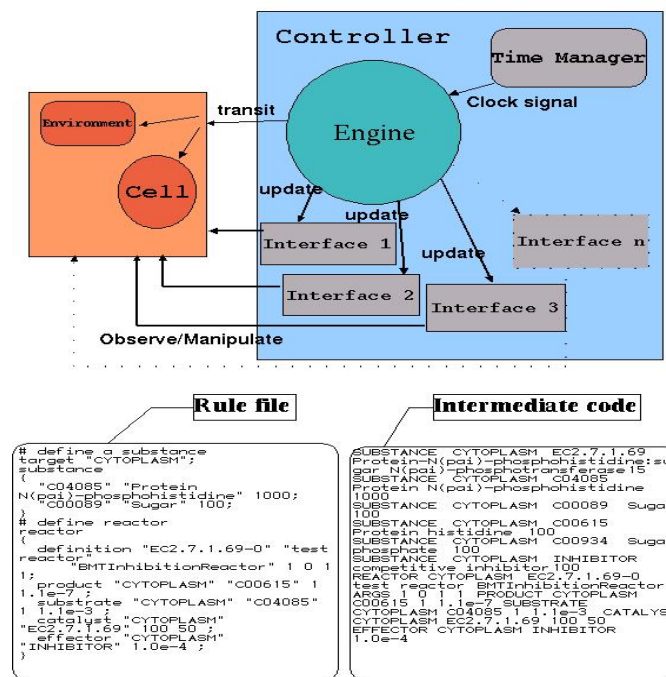 Controller
Time Manager
Clock signal
transit
Environment
Engine
Cell
update
update
update
Interface 1
Interface 2
Interface 3
Interface n
Observe/Manipulate
Rule file
# define a substance
target "CYTOPLASM";
substance
{
"C04085" "Protein
N(pai)-phosphohistidine" 1000;
"C00089" "Sugar" 100;
}
# define reactor
reactor
{
definition "EC2.7.1.69-0" "test
reactor"
"BMTInhibitionReactor" 1 0 1
1;
product "CYTOPLASM" "C00615" 1
1.1e-7 ;
substrate "CYTOPLASM" "C04085"
1 1.1e-3 ;
catalyst "CYTOPLASM"
"EC2.7.1.69" 100 50 ;
effector "CYTOPLASM"
"INHIBITOR" 1.0e-4 ;
}
Intermediate code
SUBSTANCE CYTOPLASM EC2.7.1.69
Protein-N(pai)-phosphohistidine:su
gar N(pai)-phosphotransferase15
SUBSTANCE CYTOPLASM C04085
Protein N(pai)-phosphohistidine
1000
SUBSTANCE CYTOPLASM C00089 Suga
100
SUBSTANCE CYTOPLASM C00615
Protein histidine 100
SUBSTANCE CYTOPLASM C00934 Suga
phosphate 100
SUBSTANCE CYTOPLASM INHIBITOR
competitive inhibitor 100
REACTOR CYTOPLASM EC2.7.1.69-0
test reactor BMTInhibitionReactor
ARGS 1 0 1 1 PRODUCT CYTOPLASM
C00615 1 1.1e-7 SUBSTRATE
CYTOPLASM C04085 1 1.1e-3 CATALYS
CYTOPLASM EC2.7.1.69 100 50
EFFECTOR CYTOPLASM INHIBITOR
1.0e-4